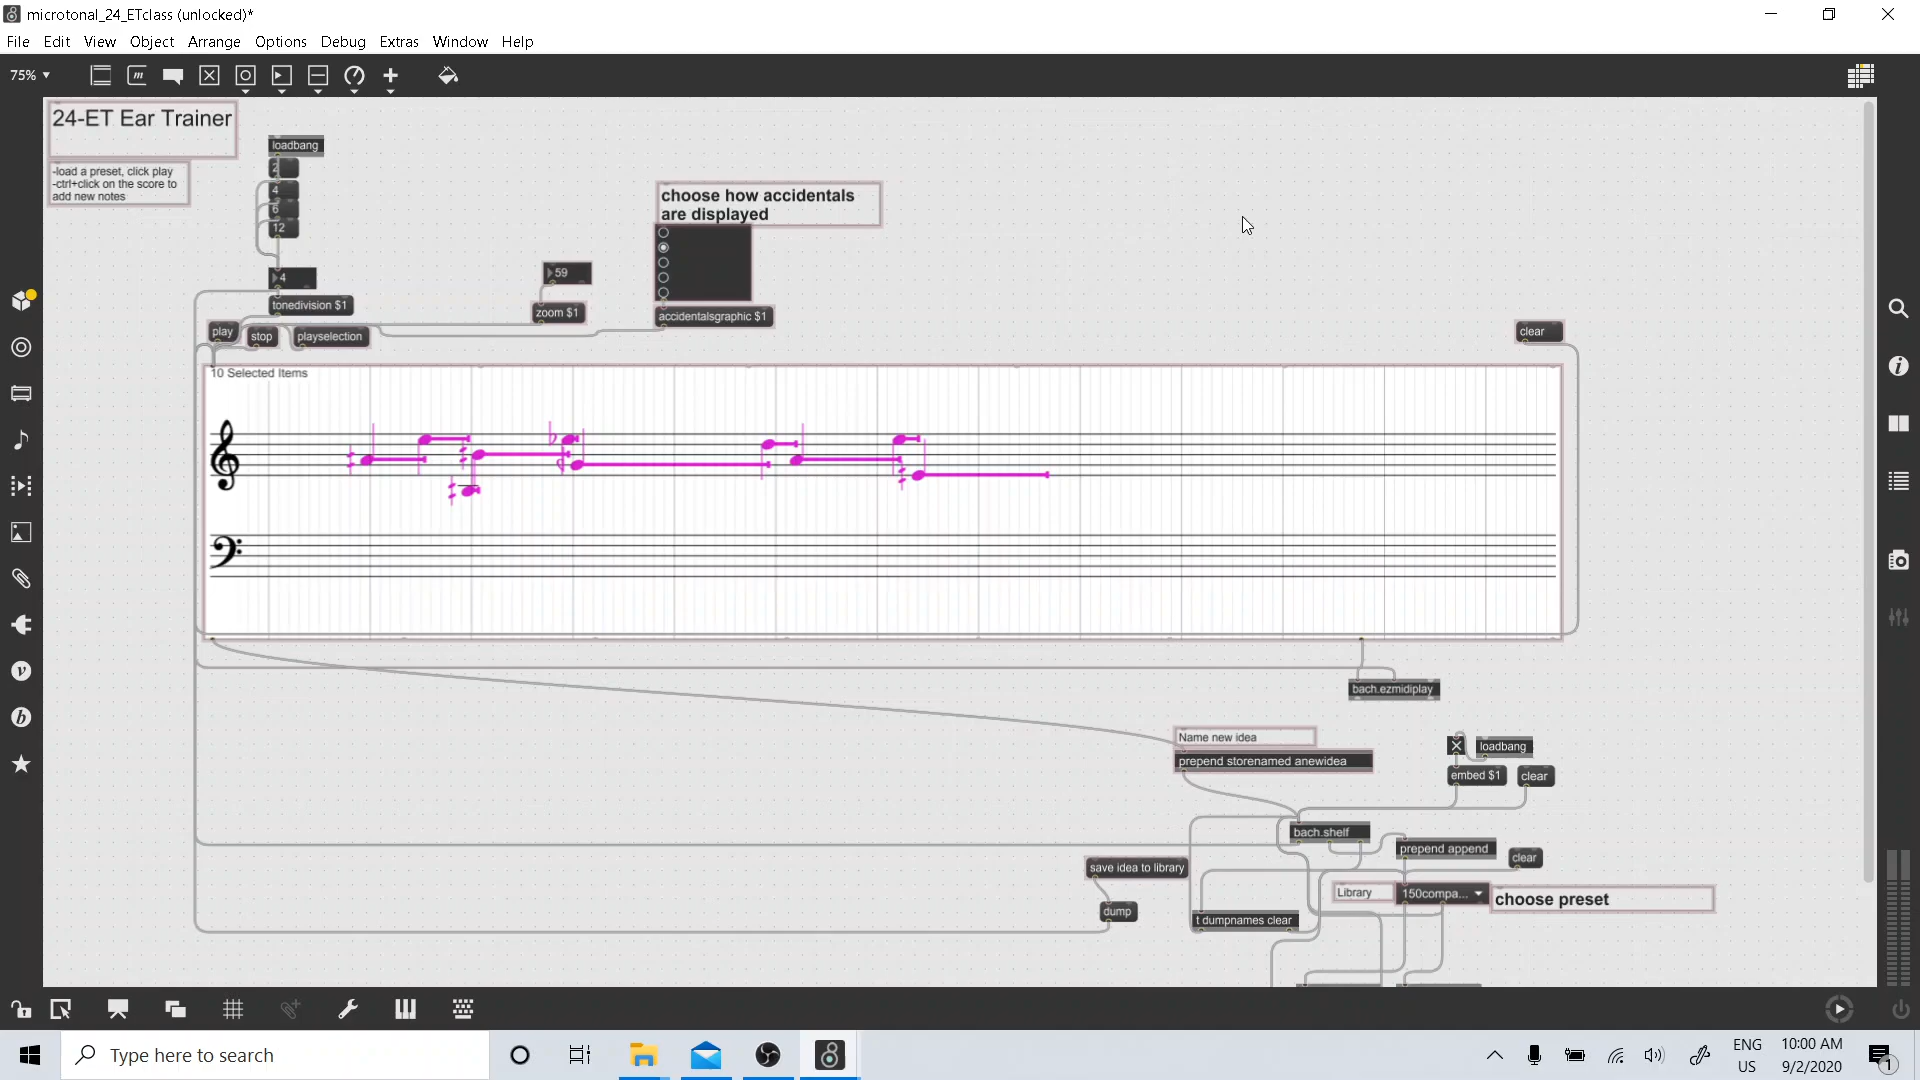 microtonal_24_ETclass (unlocked)*
File Edit View Object Arrange Options Debug Extras Window Help
75%
24-ET Ear Trainer
-load a preset, click play
-ctrl+click on the score to
add new notes
loadbang
2
4
6
12
4
tonedivision $1
play stop playselection
59
zoom $1
choose how accidentals
are displayed
accidentalsgraphic $1
clear
10 Selected Items
bach.ezmidiplay
Name new idea
prepend storenamed anewidea
loadbang
embed $1 clear
bach.shelf
prepend append
clear
save idea to library
dump
t dumpnames clear
Library 150compa... choose preset
Type here to search
ENG
US
10:00 AM
9/2/2020
1